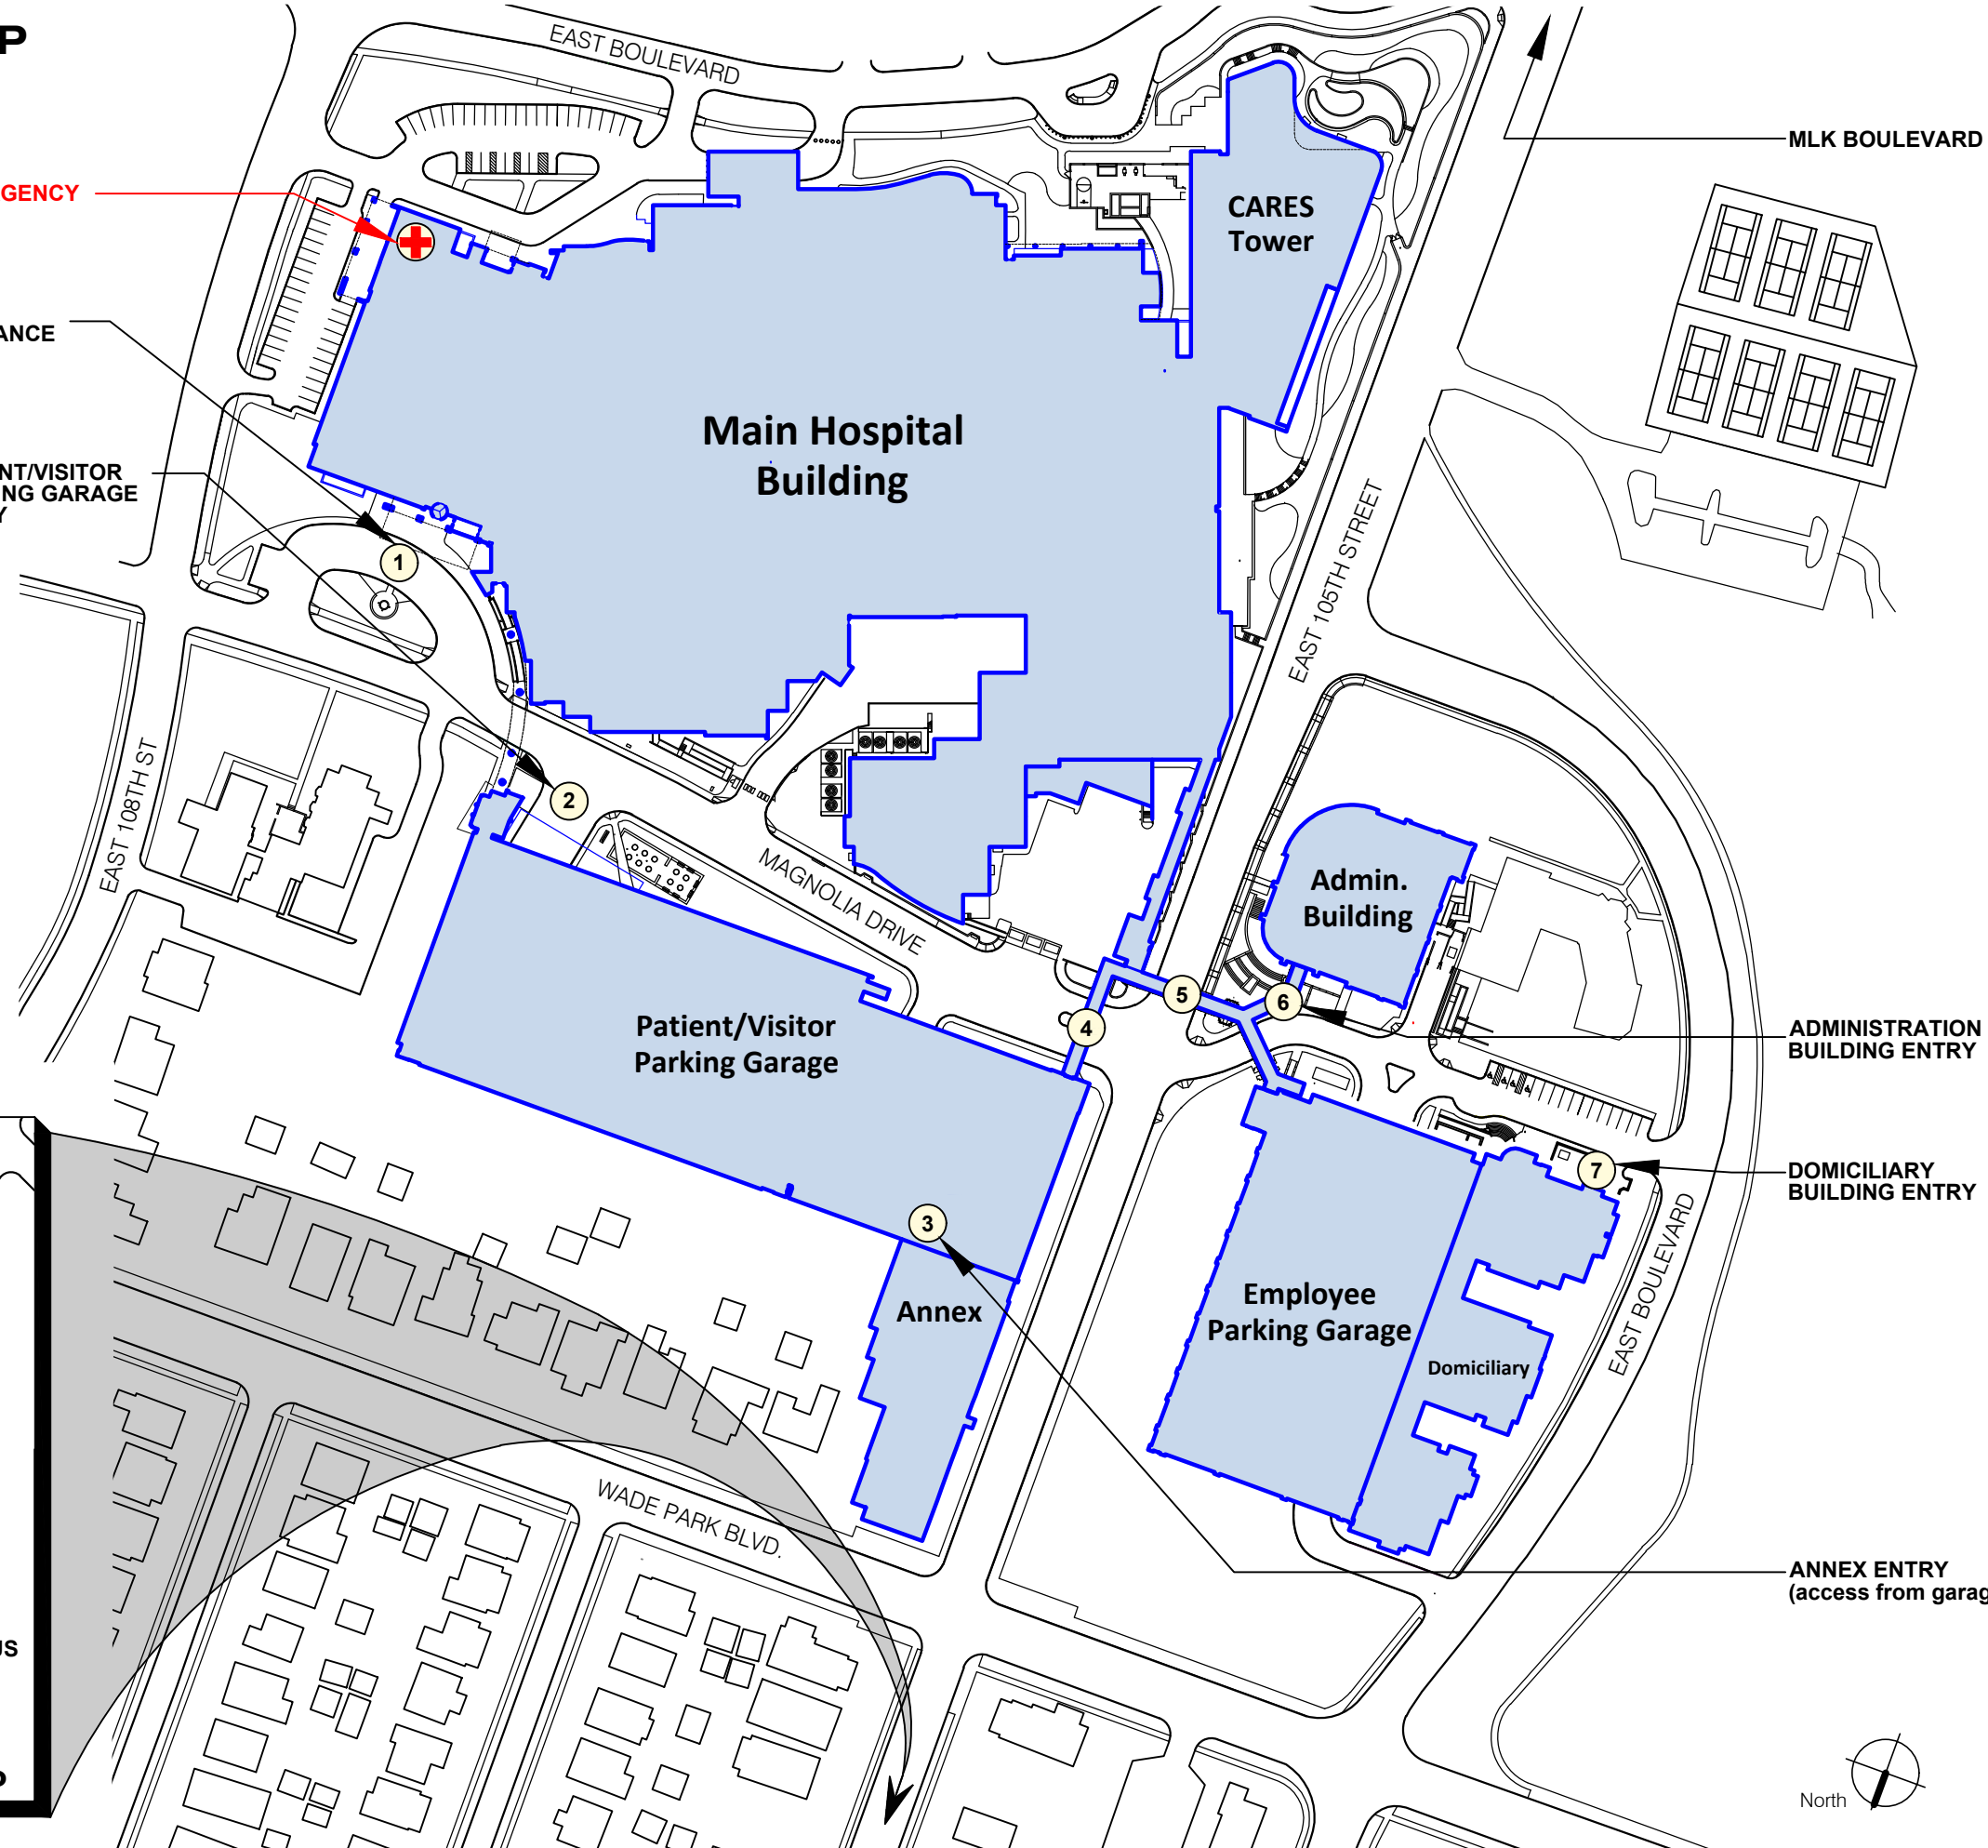 P
EAST BOULEVARD
MLK BOULEVARD
GENCY
CARES
Tower
ANCE
Main Hospital
Building
NT/VISITOR
NG GARAGE
Y
1
EAST 105TH STREET
EAST 108TH ST
2
MAGNOLIA DRIVE
Admin.
Building
5
6
4
Patient/Visitor
Parking Garage
ADMINISTRATION
BUILDING ENTRY
7
DOMICILIARY
BUILDING ENTRY
3
Annex
Employee
Parking Garage
Domiciliary
EAST BOULEVARD
WADE PARK BLVD.
ANNEX ENTRY
(access from garag
US
P
North